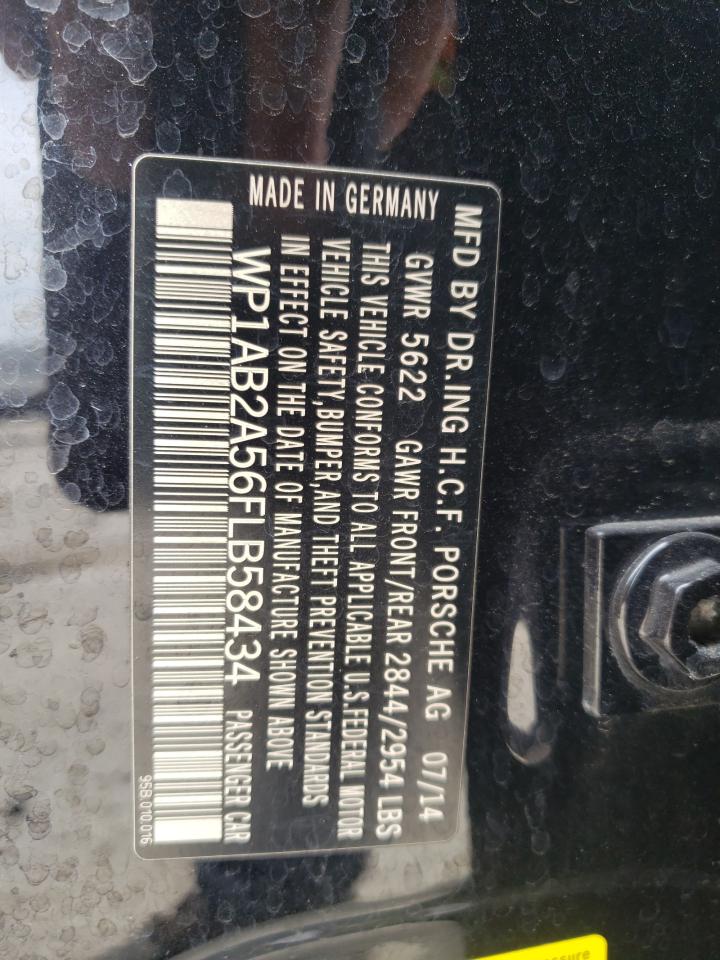 MFD BY DR.ING H.C.F. PORSCHE AG 07/14
GVWR 5622 GAWR FRONT/REAR 2844/2954 LBS
THIS VEHICLE CONFORMS TO ALL APPLICABLE U.S.FEDERAL MOTOR
VEHICLE SAFETY,BUMPER,AND THEFT PREVENTION STANDARDS
IN EFFECT ON THE DATE OF MANUFACTURE SHOWN ABOVE
WP1AB2A56FLB58434 PASSENGER CAR
MADE IN GERMANY
95B.010.016